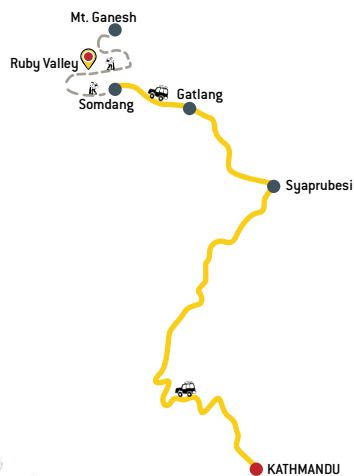 Mt. Ganesh
Ruby Valley
Somdang
Gatlang
Syaprubesi
KATHMANDU